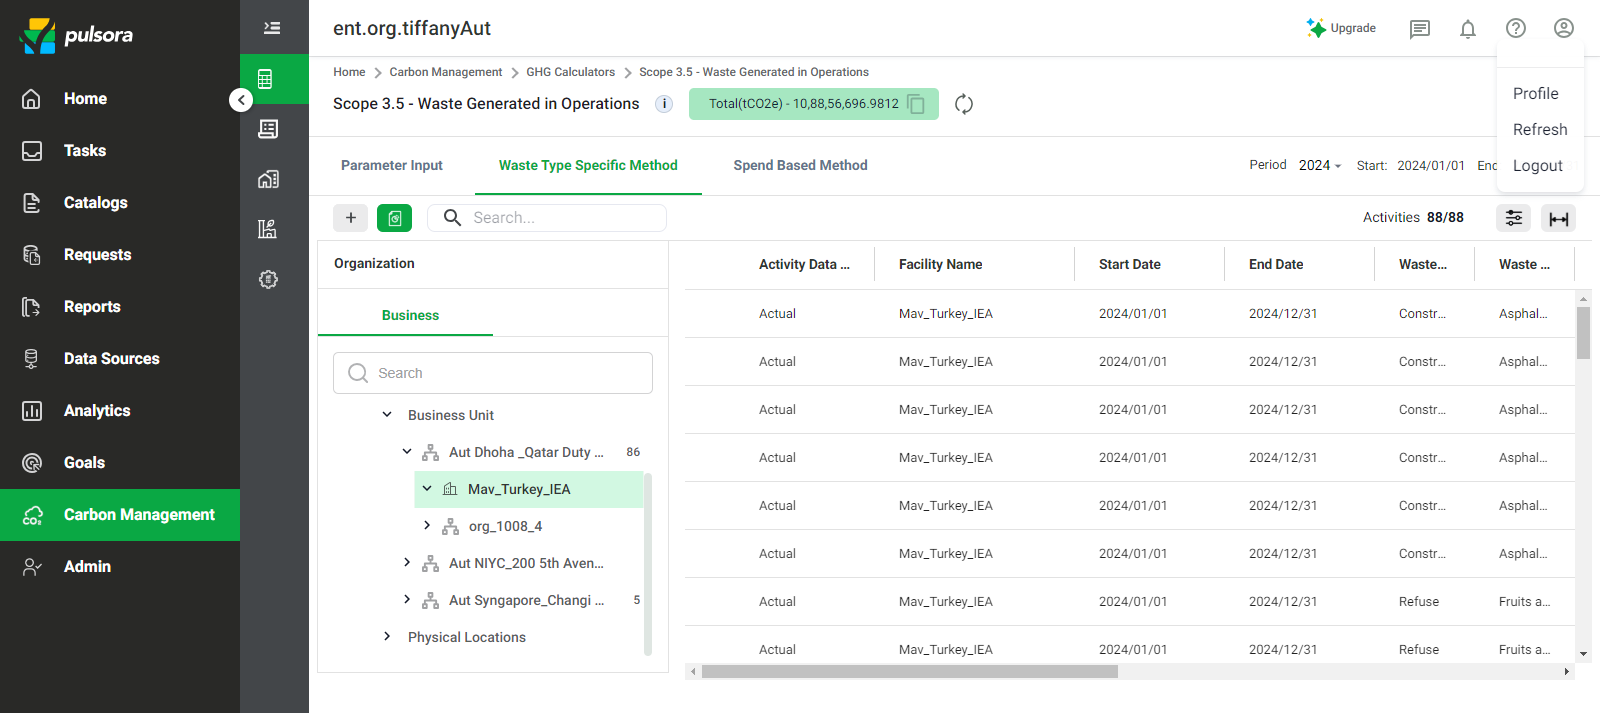 pulsora
ent.org.tiffanyAut
Upgrade
Home
Tasks
Catalogs
Requests
Reports
Data Sources
Analytics
Goals
Carbon Management
Admin
Home > Carbon Management > GHG Calculators > Scope 3.5 - Waste Generated in Operations
Scope 3.5 - Waste Generated in Operations i Total(tCO2e) - 10,88,56,696.9812
Profile
Refresh
Logout
Parameter Input Waste Type Specific Method Spend Based Method
Period 2024 Start: 2024/01/01
Search... Activities 88/88
Organization
Business
Search
Business Unit
Aut Dhoha _Qatar Duty ... 86
Mav_Turkey_IEA
org_1008_4
Aut NIYC_200 5th Aven...
Aut Syngapore_Changi ... 5
Physical Locations
Activity Data ... Facility Name Start Date End Date Waste... Waste ...
Actual Mav_Turkey_IEA 2024/01/01 2024/12/31 Constr... Asphal...
Actual Mav_Turkey_IEA 2024/01/01 2024/12/31 Constr... Asphal...
Actual Mav_Turkey_IEA 2024/01/01 2024/12/31 Constr... Asphal...
Actual Mav_Turkey_IEA 2024/01/01 2024/12/31 Constr... Asphal...
Actual Mav_Turkey_IEA 2024/01/01 2024/12/31 Constr... Asphal...
Actual Mav_Turkey_IEA 2024/01/01 2024/12/31 Constr... Asphal...
Actual Mav_Turkey_IEA 2024/01/01 2024/12/31 Refuse Fruits a...
Actual Mav_Turkey_IEA 2024/01/01 2024/12/31 Refuse Fruits a...